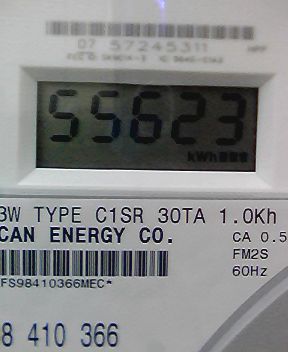 07 57245311
55623
kWh
3W TYPE C1SR 30TA 1.0Kh
CAN ENERGY CO.
CA 0.5
FM2S
60Hz
FS98410366MEC*
8 410 366